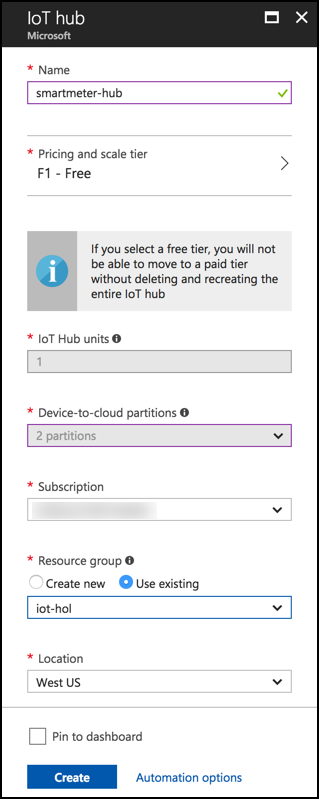 IoT hub
Microsoft
* Name
smartmeter-hub
* Pricing and scale tier
F1 - Free
If you select a free tier, you will not
be able to move to a paid tier
without deleting and recreating the
entire IoT hub
* IoT Hub units
1
* Device-to-cloud partitions
2 partitions
* Subscription
* Resource group
Create new Use existing
iot-hol
* Location
West US
Pin to dashboard
Create Automation options